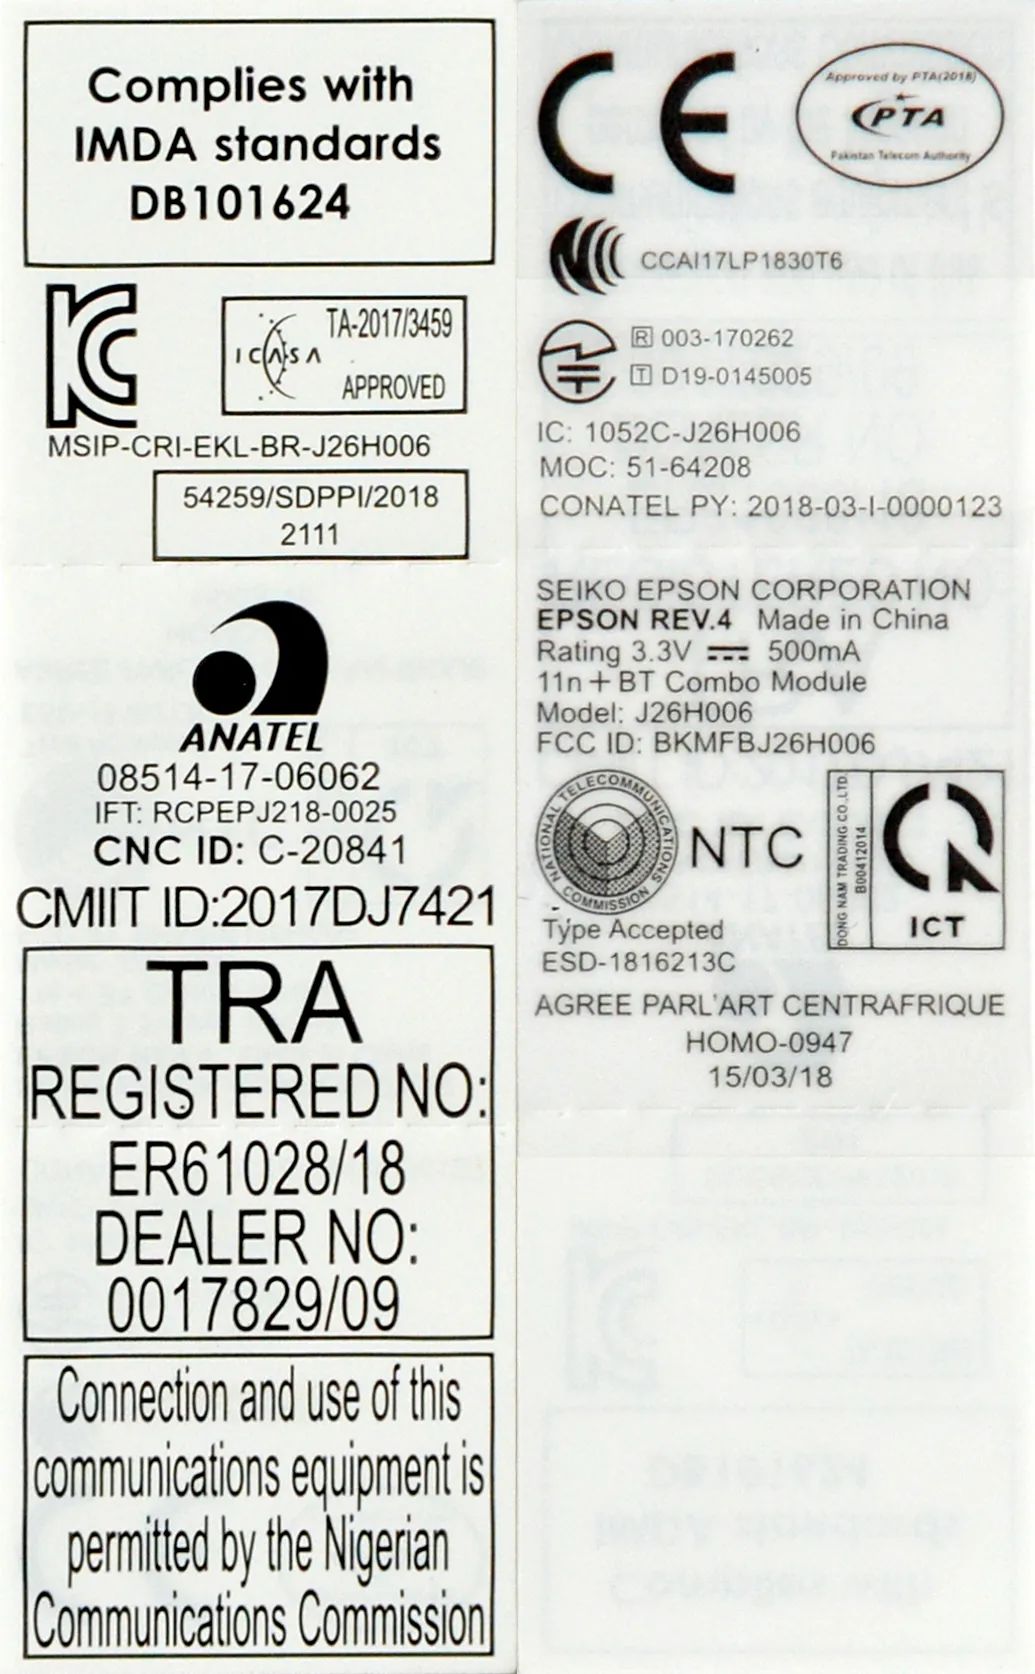 Complies with
IMDA standards
DB101624
ICASA
TA-2017/3459
APPROVED
MSIP-CRI-EKL-BR-J26H006
54259/SDPPI/2018
2111
ANATEL
08514-17-06062
IFT: RCPEPJ218-0025
CNC ID: C-20841
CMIIT ID:2017DJ7421
TRA
REGISTERED NO:
ER61028/18
DEALER NO:
0017829/09
Connection and use of this
communications equipment is
permitted by the Nigerian
Communications Commission
CE
Approved by PTA(2018)
PTA
Pakistan Telecom Authority
CCAI17LP1830T6
R 003-170262
T D19-0145005
IC: 1052C-J26H006
MOC: 51-64208
CONATEL PY: 2018-03-I-0000123
SEIKO EPSON CORPORATION
EPSON REV.4 Made in China
Rating 3.3V 500mA
11n+BT Combo Module
Model: J26H006
FCC ID: BKMFBJ26H006
NATIONAL TELECOMMUNICATIONS COMMISSION
NTC
Type Accepted
ESD-1816213C
DONG NAM TRADING CO.,LTD.
B00412014
ICT
AGREE PARL'ART CENTRAFRIQUE
HOMO-0947
15/03/18